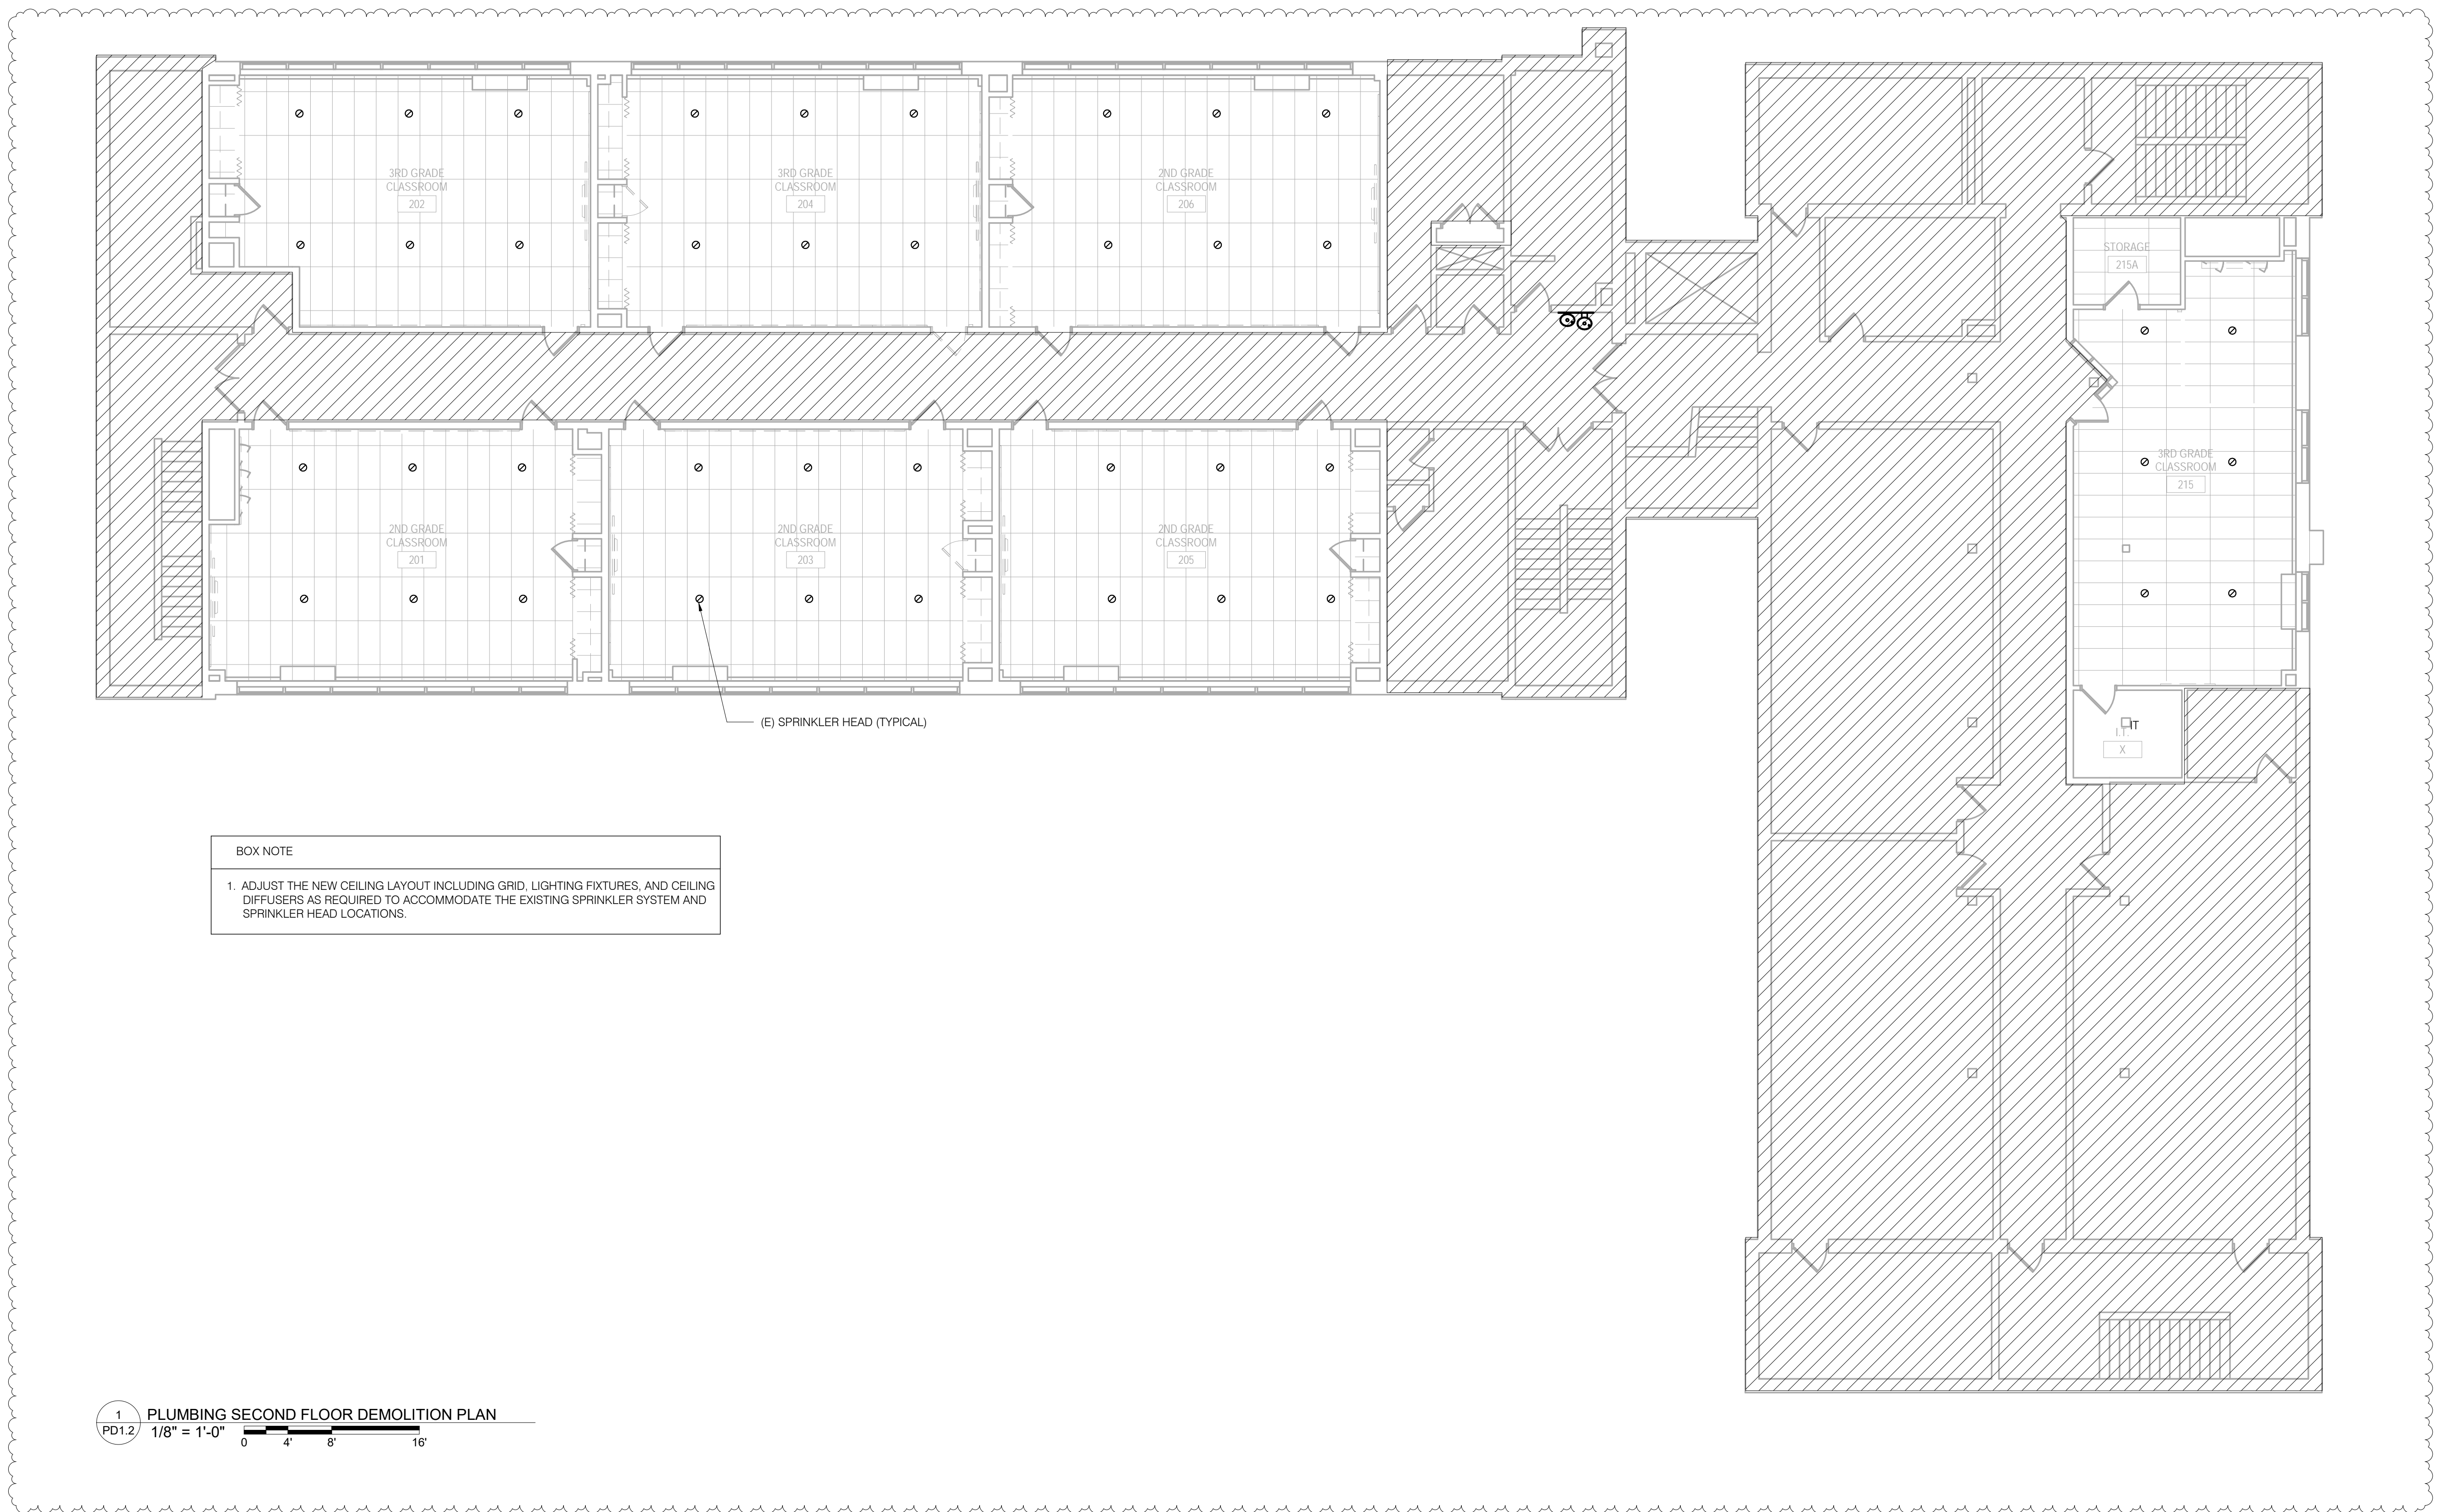 3RD GRADE
CLASSROOM
202
3RD GRADE
CLASSROOM
204
2ND GRADE
CLASSROOM
206
STORAGE
215A
3RD GRADE
CLASSROOM
215
2ND GRADE
CLASSROOM
201
2ND GRADE
CLASSROOM
203
2ND GRADE
CLASSROOM
205
(E) SPRINKLER HEAD (TYPICAL)
IT
I.T.
X
BOX NOTE
1. ADJUST THE NEW CEILING LAYOUT INCLUDING GRID, LIGHTING FIXTURES, AND CEILING
DIFFUSERS AS REQUIRED TO ACCOMMODATE THE EXISTING SPRINKLER SYSTEM AND
SPRINKLER HEAD LOCATIONS.
1
PD1.2
PLUMBING SECOND FLOOR DEMOLITION PLAN
1/8" = 1'-0"
0 4' 8' 16'